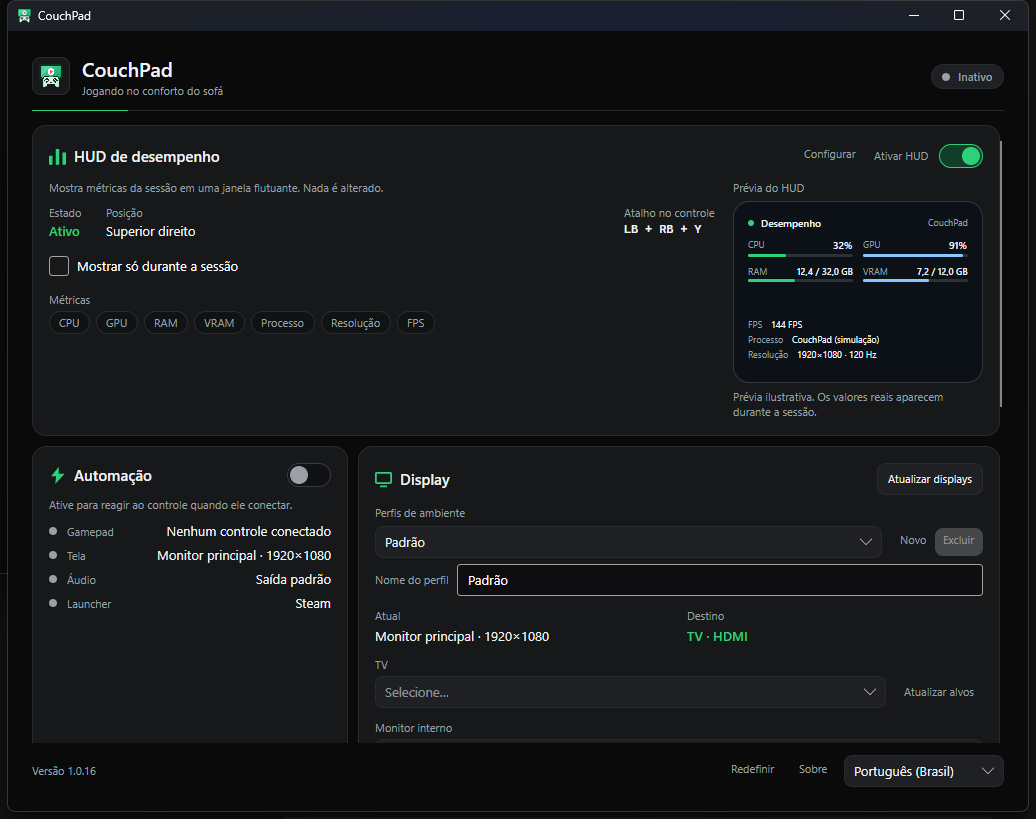 CouchPad
CouchPad
Jogando no conforto do sofá
Inativo
HUD de desempenho
Configurar
Ativar HUD
Mostra métricas da sessão em uma janela flutuante. Nada é alterado.
Estado
Posição
Ativo
Superior direito
Atalho no controle
LB + RB + Y
Mostrar só durante a sessão
Métricas
CPU
GPU
RAM
VRAM
Processo
Resolução
FPS
Prévia do HUD
Desempenho
CouchPad
CPU 32%
GPU 91%
RAM 12,4 / 32,0 GB
VRAM 7,2 / 12,0 GB
FPS 144 FPS
Processo CouchPad (simulação)
Resolução 1920×1080 · 120 Hz
Prévia ilustrativa. Os valores reais aparecem
durante a sessão.
Automação
Ative para reagir ao controle quando ele conectar.
Gamepad Nenhum controle conectado
Tela Monitor principal · 1920×1080
Áudio Saída padrão
Launcher Steam
Display
Atualizar displays
Perfis de ambiente
Padrão
Novo
Excluir
Nome do perfil
Padrão
Atual
Destino
Monitor principal · 1920×1080
TV · HDMI
TV
Selecione...
Atualizar alvos
Monitor interno
Versão 1.0.16
Redefinir
Sobre
Português (Brasil)